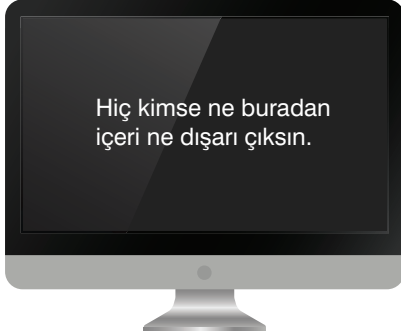 Hiç kimse ne buradan
içeri ne dışarı çıksın.